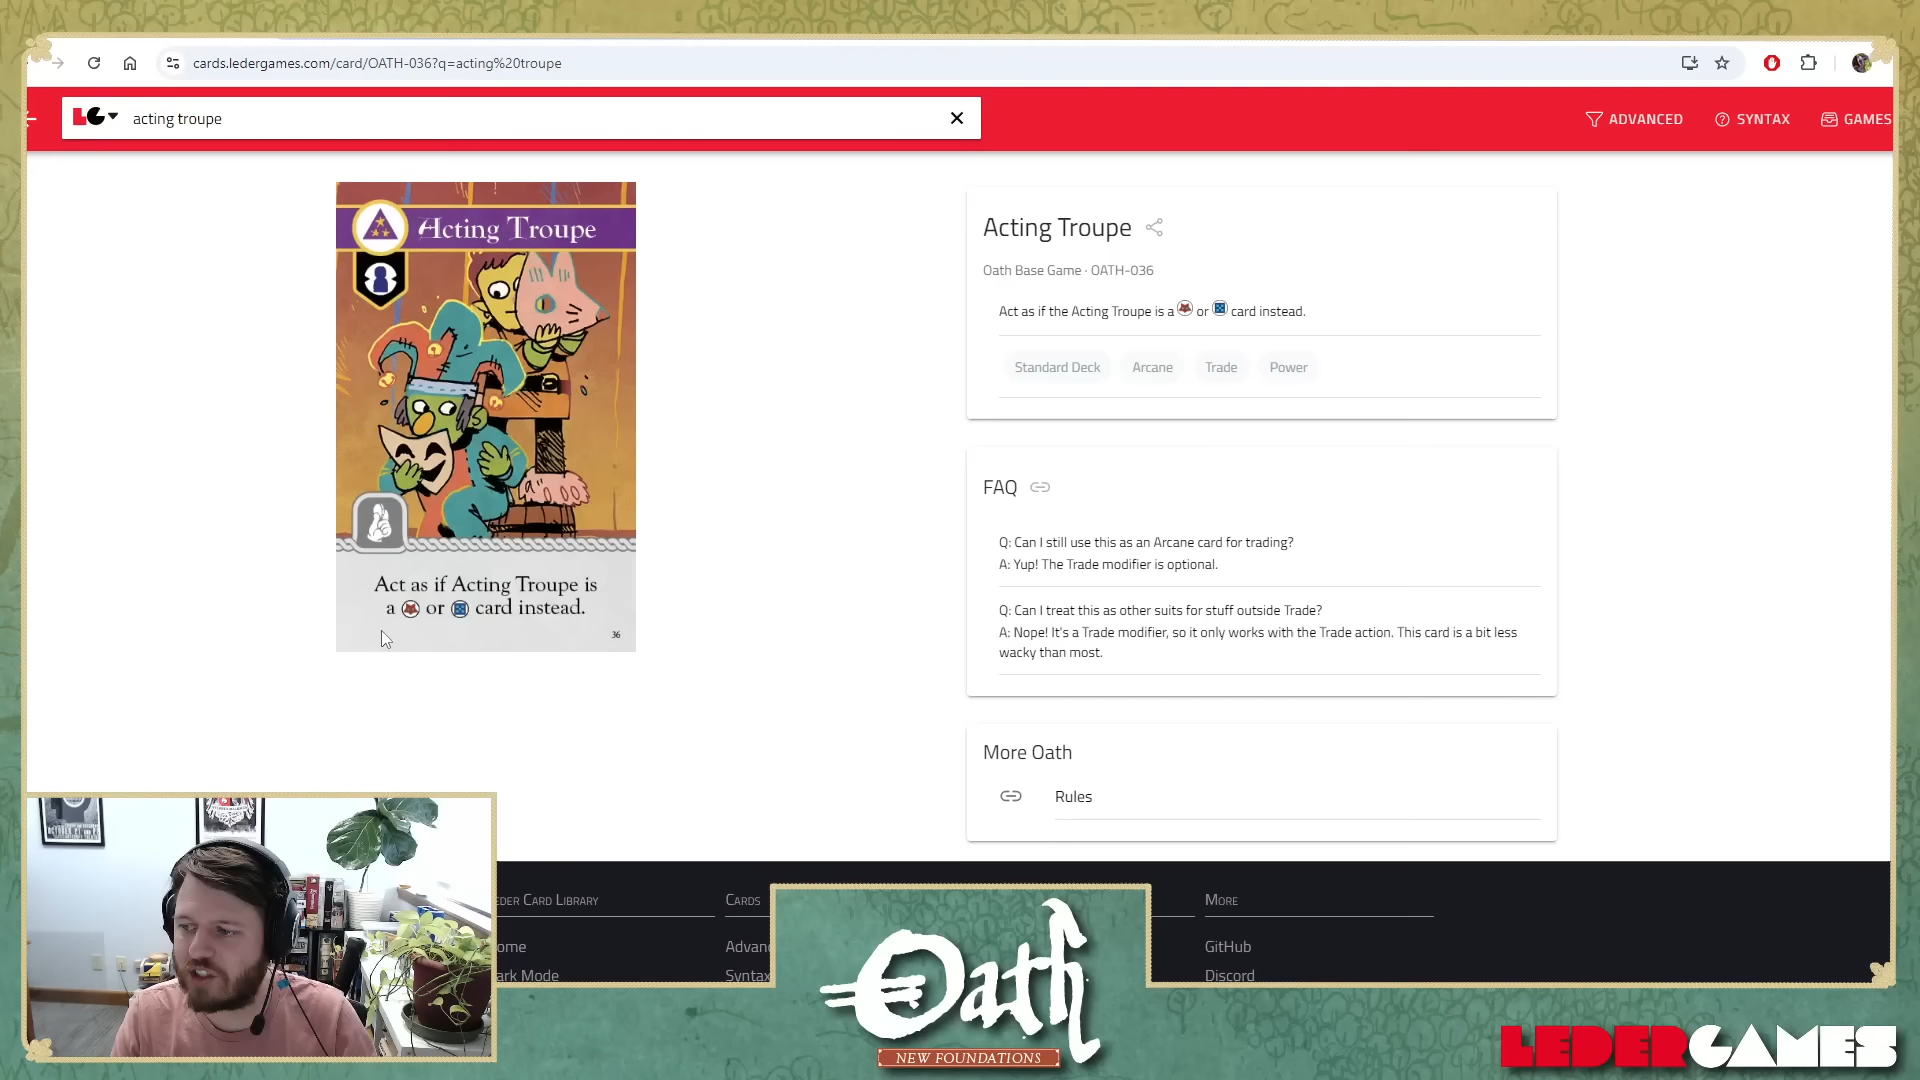 cards.ledergames.com/card/OATH-036?q=acting%20troupe
LG acting troupe
ADVANCED
SYNTAX
GAMES
Acting Troupe
Act as if Acting Troupe is
a or card instead.
36
Acting Troupe
Oath Base Game · OATH-036
Act as if the Acting Troupe is a or card instead.
Standard Deck Arcane Trade Power
FAQ
Q: Can I still use this as an Arcane card for trading?
A: Yup! The Trade modifier is optional.
Q: Can I treat this as other suits for stuff outside Trade?
A: Nope! It's a Trade modifier, so it only works with the Trade action. This card is a bit less
wacky than most.
More Oath
Rules
eder Card Library
ome
ark Mode
Cards
Advan
Syntax
More
GitHub
Discord
Oath
NEW FOUNDATIONS
LEDERGAMES